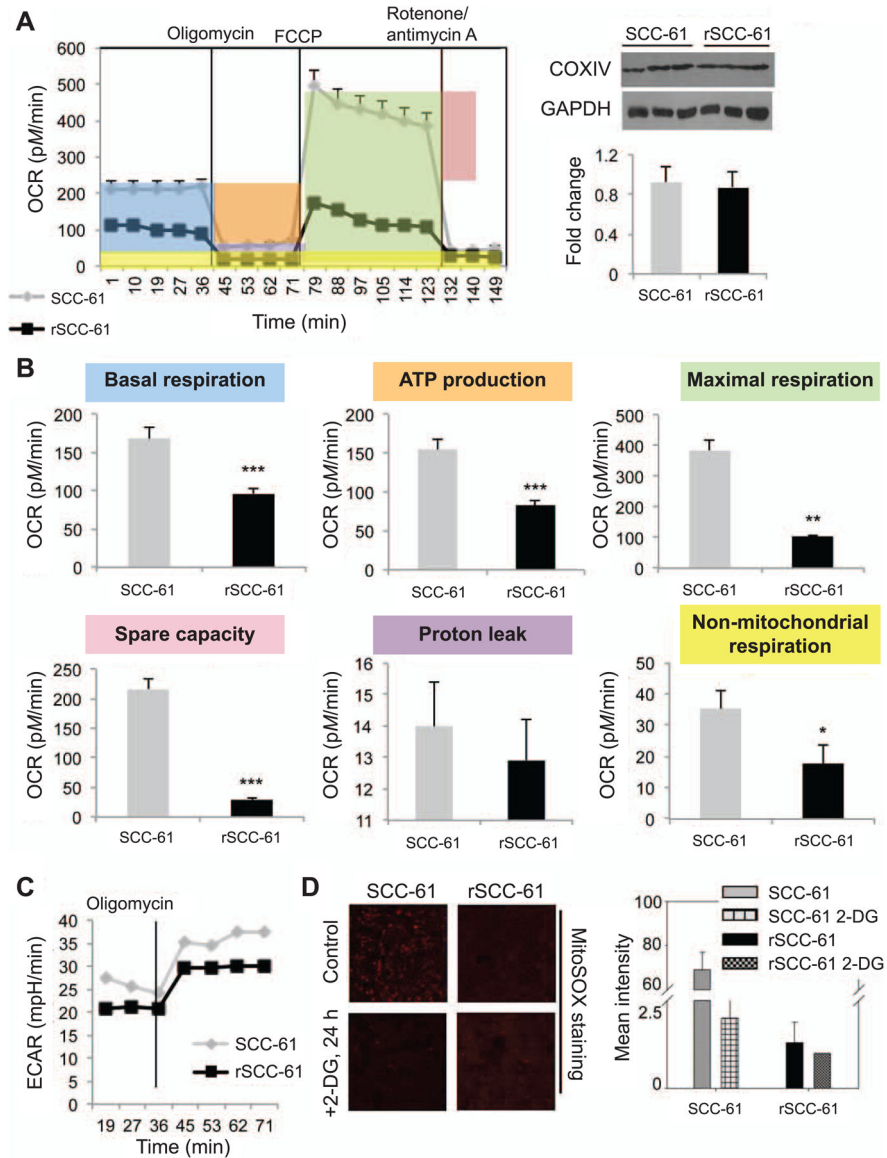 A
Oligomycin
FCCP
Rotenone/
antimycin A
OCR (pM/min)
600
500
400
300
200
100
0
1 10 19 27 36 45 53 62 71 79 88 97 105 114 123 132 140 149
Time (min)
SCC-61
rSCC-61
SCC-61 rSCC-61
COXIV
GAPDH
Fold change
1.2
0.8
0.4
0
SCC-61 rSCC-61
B
Basal respiration
OCR (pM/min)
200
150
100
50
0
***
SCC-61 rSCC-61
ATP production
OCR (pM/min)
200
150
100
50
0
***
SCC-61 rSCC-61
Maximal respiration
OCR (pM/min)
500
400
300
200
100
0
**
SCC-61 rSCC-61
Spare capacity
OCR (pM/min)
250
200
150
100
50
0
***
SCC-61 rSCC-61
Proton leak
OCR (pM/min)
16
15
14
13
12
11
SCC-61 rSCC-61
Non-mitochondrial
respiration
OCR (pM/min)
50
40
30
20
10
0
*
SCC-61 rSCC-61
C
Oligomycin
ECAR (mpH/min)
40
35
30
25
20
15
10
5
0
SCC-61
rSCC-61
19 27 36 45 53 62 71
Time (min)
D
SCC-61 rSCC-61
Control
+2-DG, 24 h
MitoSOX staining
Mean intensity
100
80
60
2.5
0
SCC-61
SCC-61 2-DG
rSCC-61
rSCC-61 2-DG
SCC-61 rSCC-61